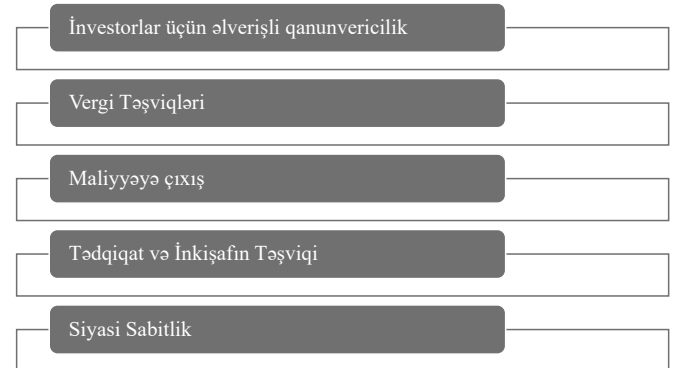 İnvestorlar üçün əlverişli qanunvericilik
Vergi Təşviqləri
Maliyyəyə çıxış
Tədqiqat və İnkişafın Təşviqi
Siyasi Sabitlik